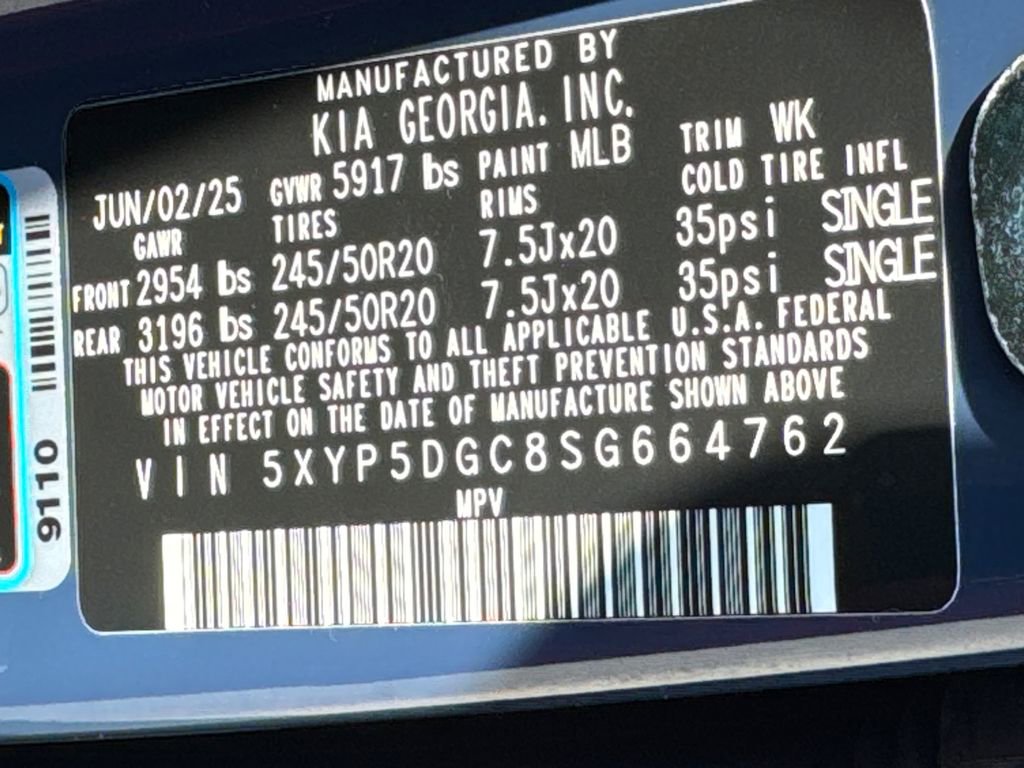 MANUFACTURED BY
KIA GEORGIA. INC.
JUN/02/25 GVWR 5917 lbs PAINT MLB TRIM WK
GAWR TIRES RIMS COLD TIRE INFL
FRONT 2954 lbs 245/50R20 7.5Jx20 35psi SINGLE
REAR 3196 lbs 245/50R20 7.5Jx20 35psi SINGLE
THIS VEHICLE CONFORMS TO ALL APPLICABLE U.S.A. FEDERAL
MOTOR VEHICLE SAFETY AND THEFT PREVENTION STANDARDS
IN EFFECT ON THE DATE OF MANUFACTURE SHOWN ABOVE
VIN 5XYP5DGC8SG664762
MPV
9110